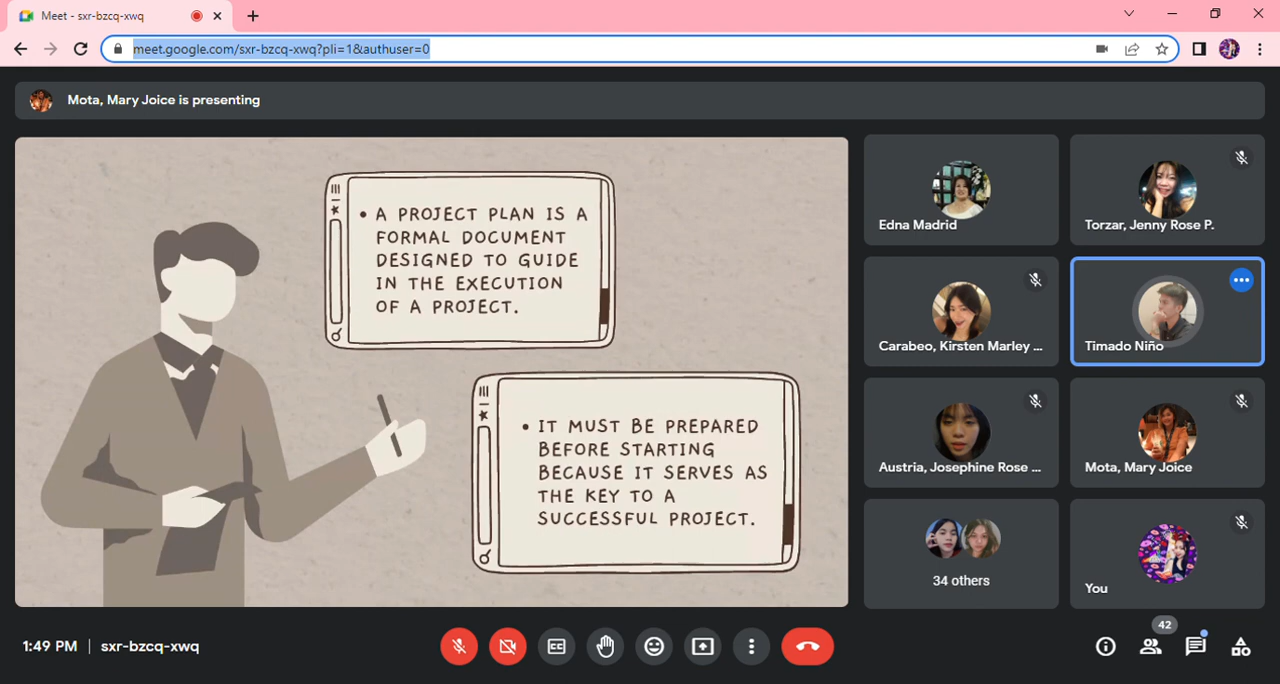 Meet - sxr-bzcq-xwq
meet.google.com/sxr-bzcq-xwq?pli=1&authuser=0
Mota, Mary Joice is presenting
• A PROJECT PLAN IS A
FORMAL DOCUMENT
DESIGNED TO GUIDE
IN THE EXECUTION
OF A PROJECT.
• IT MUST BE PREPARED
BEFORE STARTING
BECAUSE IT SERVES AS
THE KEY TO A
SUCCESSFUL PROJECT.
Edna Madrid
Torzar, Jenny Rose P.
Carabeo, Kirsten Marley ...
Timado Niño
Austria, Josephine Rose ...
Mota, Mary Joice
34 others
You
1:49 PM | sxr-bzcq-xwq
CC
42